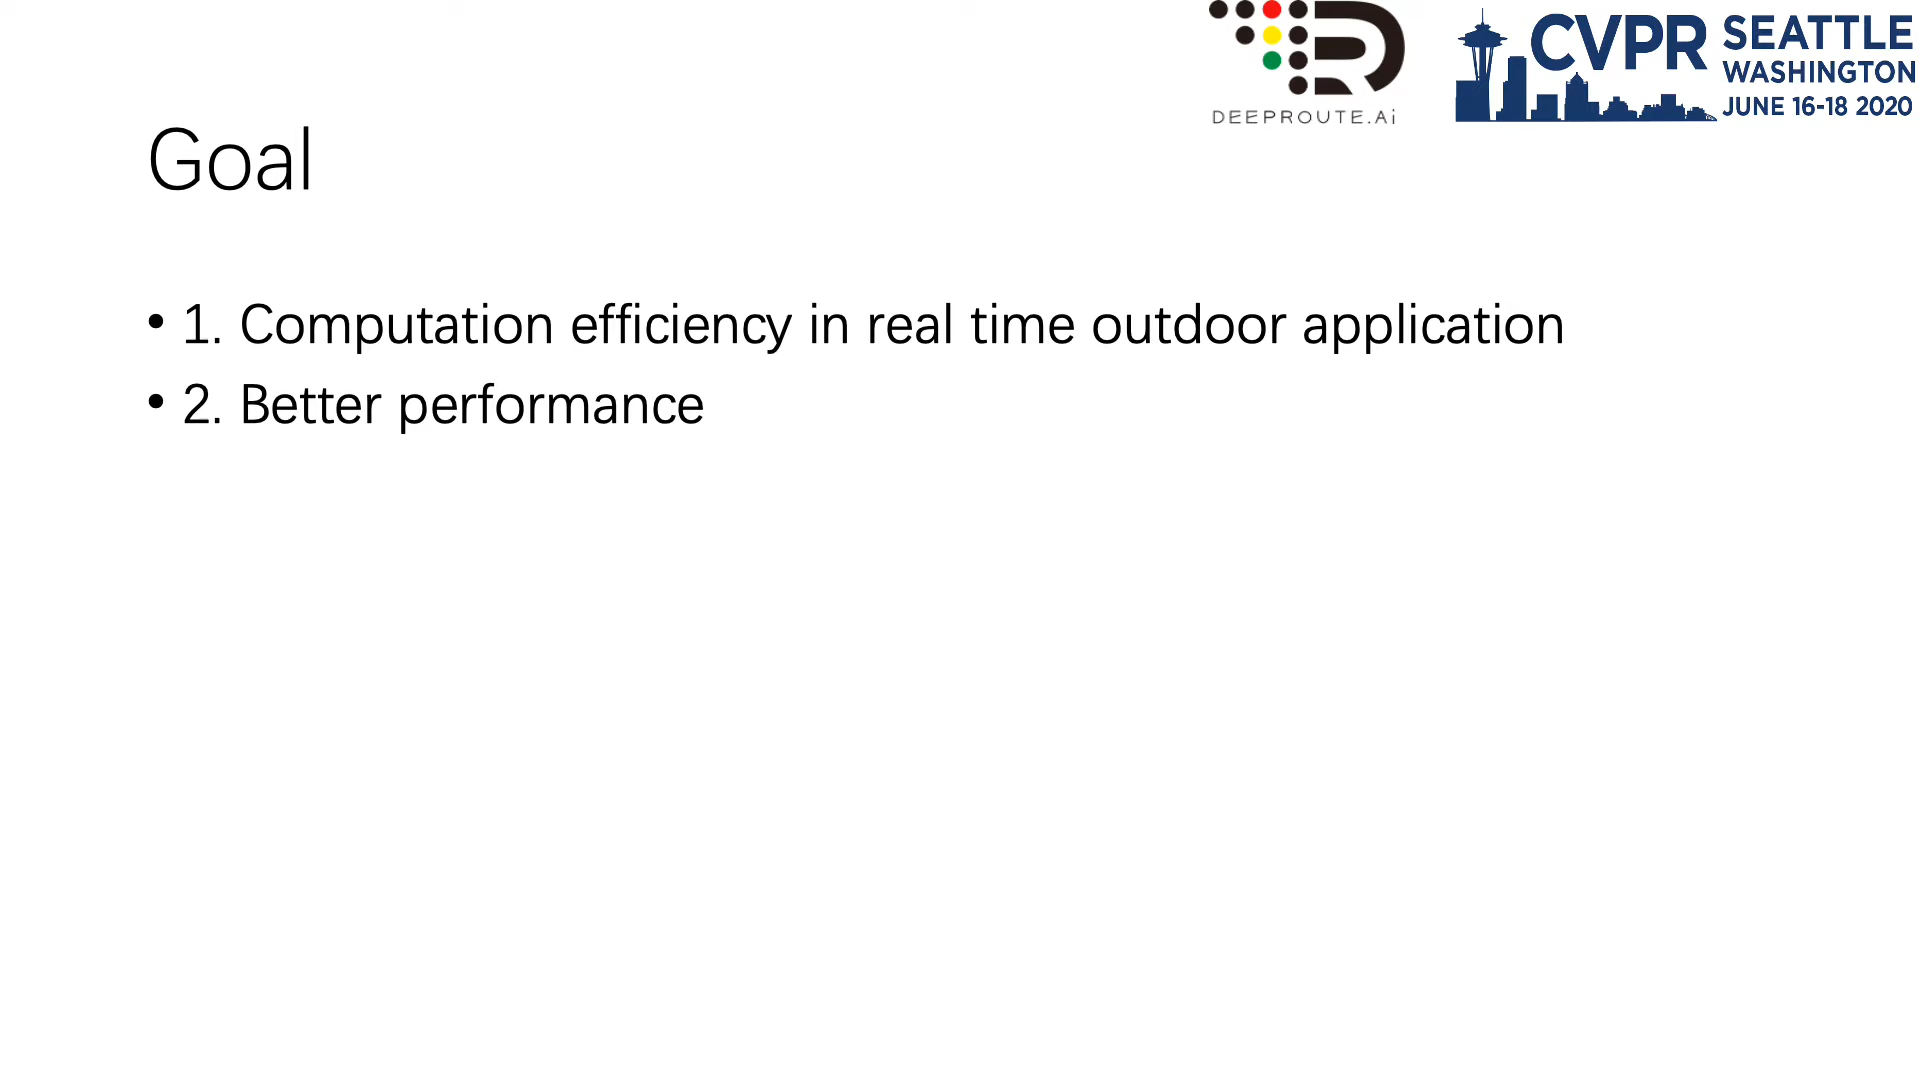 DEEPROUTE.Ai
CVPR SEATTLE
WASHINGTON
JUNE 16-18 2020
Goal
• 1. Computation efficiency in real time outdoor application
• 2. Better performance